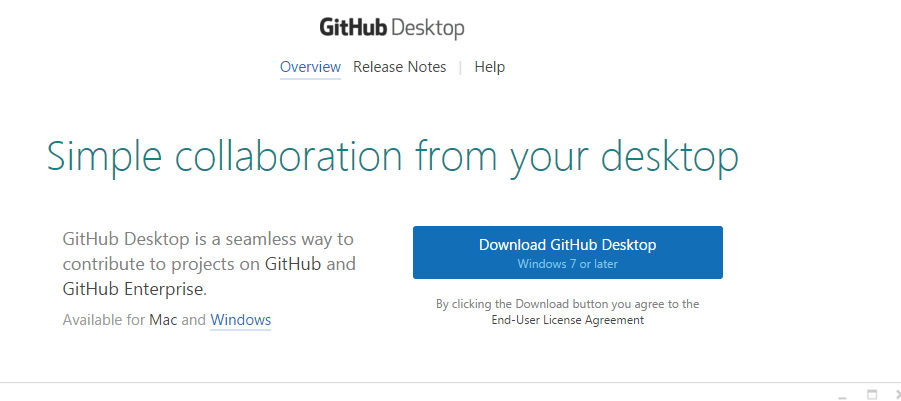 GitHub Desktop
Overview Release Notes | Help
Simple collaboration from your desktop
GitHub Desktop is a seamless way to
contribute to projects on GitHub and
GitHub Enterprise.
Available for Mac and Windows
Download GitHub Desktop
Windows 7 or later
By clicking the Download button you agree to the
End-User License Agreement